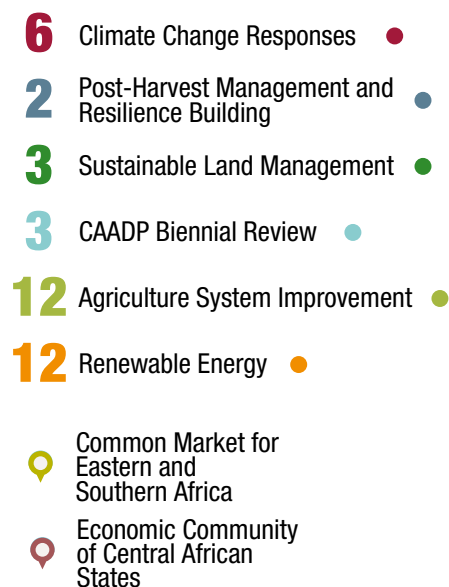 6 Climate Change Responses
2 Post-Harvest Management and
Resilience Building
3 Sustainable Land Management
3 CAADP Biennial Review
12 Agriculture System Improvement
12 Renewable Energy
Common Market for
Eastern and
Southern Africa
Economic Community
of Central African
States